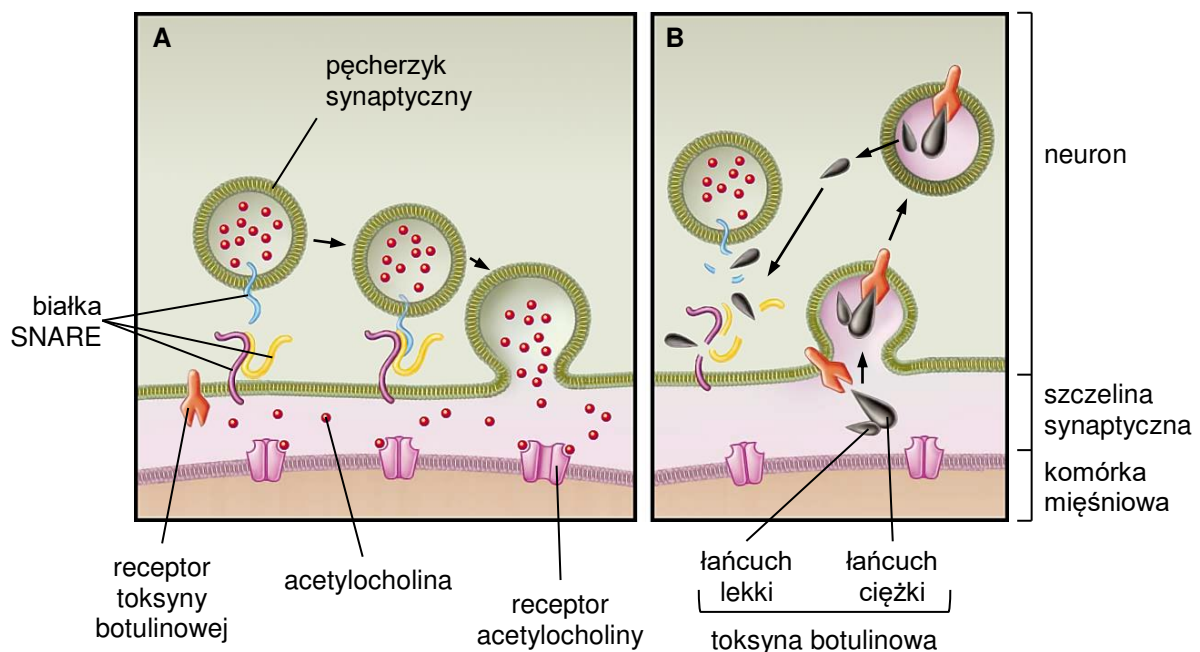 A
B
pęcherzyk
synaptyczny
neuron
białka
SNARE
szczelina
synaptyczna
komórka
mięśniowa
receptor
toksyny
botulinowej
acetylocholina
receptor
acetylocholiny
łańcuch
lekki
łańcuch
ciężki
toksyna botulinowa